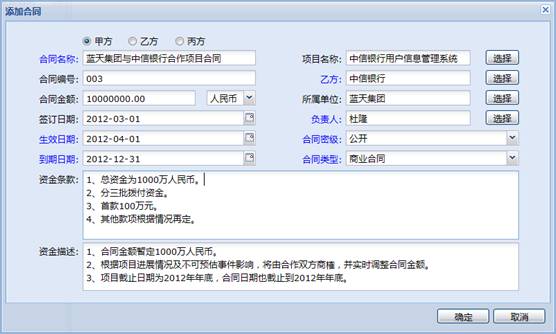 添加合同
甲方 乙方 丙方
合同名称: 蓝天集团与中信银行合作项目合同 项目名称: 中信银行用户信息管理系统 选择
合同编号: 003 乙方: 中信银行 选择
合同金额: 10000000.00 人民币 所属单位: 蓝天集团 选择
签订日期: 2012-03-01 负责人: 杜隆 选择
生效日期: 2012-04-01 合同密级: 公开
到期日期: 2012-12-31 合同类型: 商业合同
资金条款: 1、总资金为1000万人民币。
2、分三批拨付资金。
3、首款100万元。
4、其他款项根据情况再定。
资金描述: 1、合同金额暂定1000万人民币。
2、根据项目进展情况及不可预估事件影响，将由合作双方商榷，并实时调整合同金额。
3、项目截止日期为2012年年底，合同日期也截止到2012年年底。
确定 取消